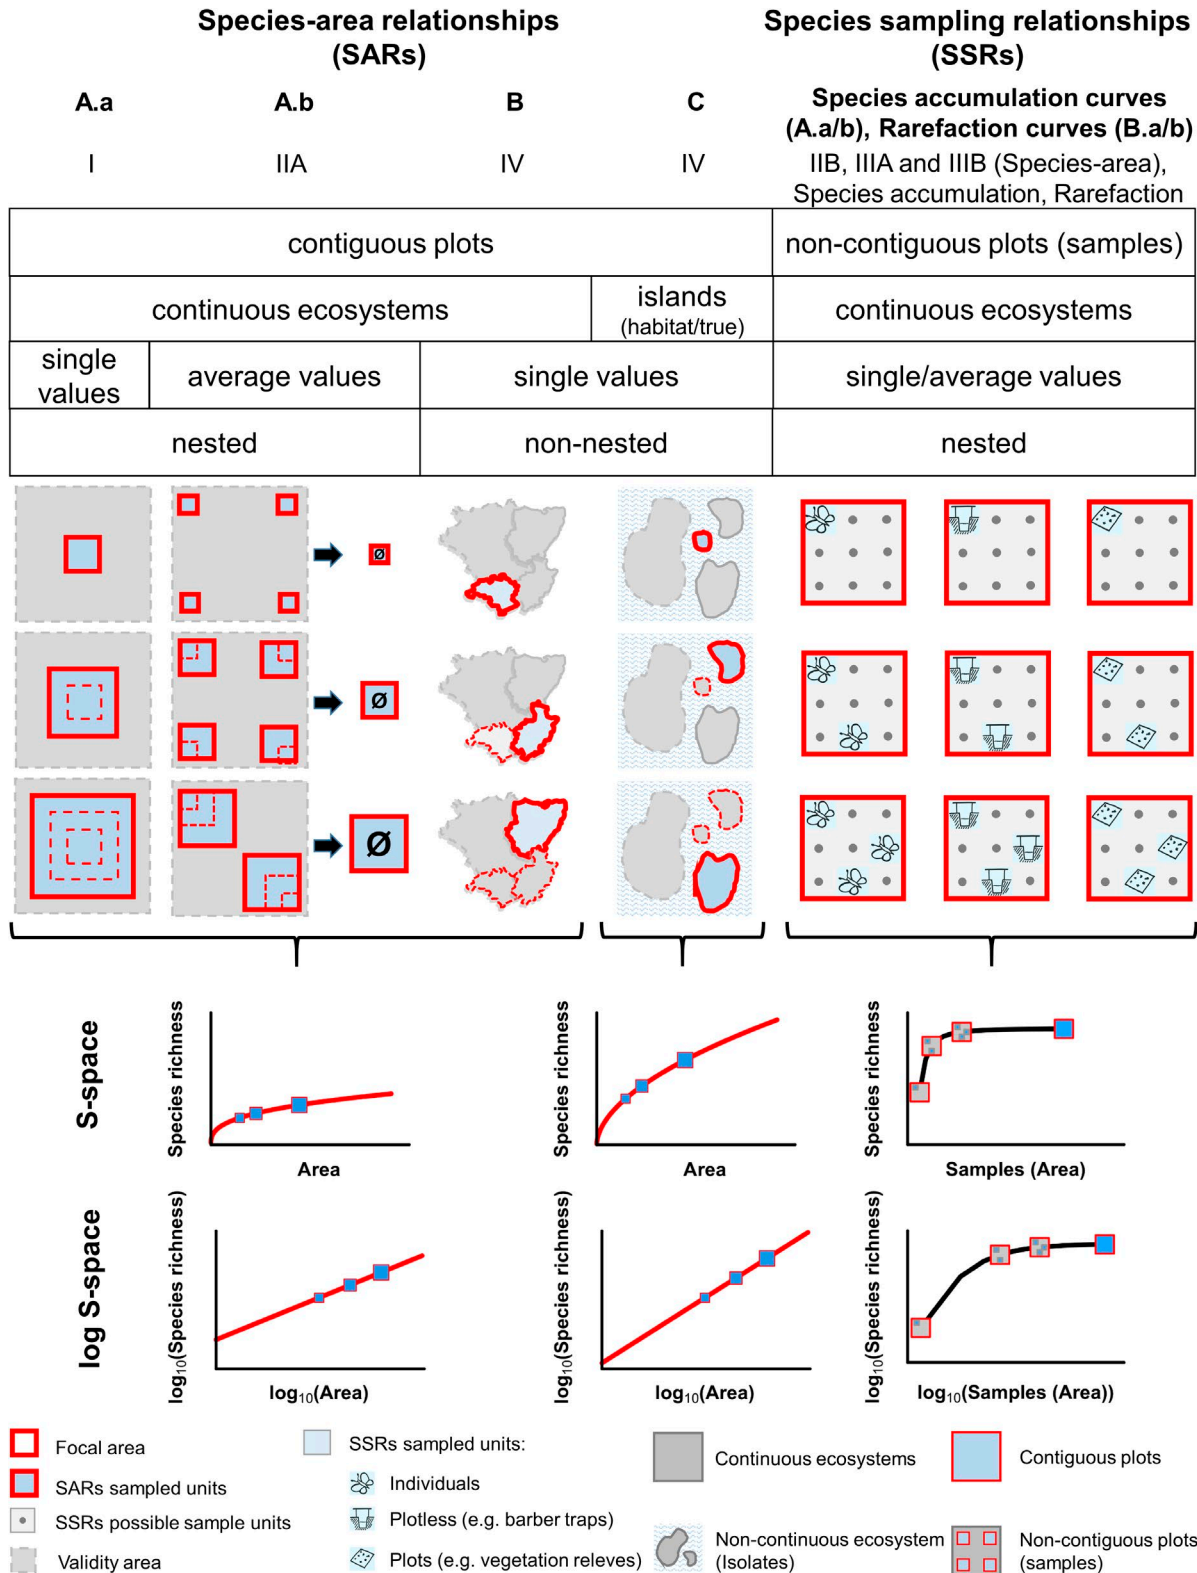 Species-area relationships
(SARs)
Species sampling relationships
(SSRs)
A.a
A.b
B
C
Species accumulation curves
(A.a/b), Rarefaction curves (B.a/b)
I
IIA
IV
IV
IIB, IIIA and IIIB (Species-area),
Species accumulation, Rarefaction
contiguous plots
non-contiguous plots (samples)
continuous ecosystems
islands
(habitat/true)
continuous ecosystems
single
values
average values
single values
single/average values
nested
non-nested
nested
Ø
Ø
Ø
S-space
Species richness
Area
Species richness
Area
Species richness
Samples (Area)
log S-space
log₁₀(Species richness)
log₁₀(Area)
log₁₀(Species richness)
log₁₀(Area)
log₁₀(Species richness)
log₁₀(Samples (Area))
Focal area
SARs sampled units
SSRs possible sample units
Validity area
SSRs sampled units:
Individuals
Plotless (e.g. barber traps)
Plots (e.g. vegetation releves)
Continuous ecosystems
Non-continuous ecosystem
(Isolates)
Contiguous plots
Non-contiguous plots
(samples)